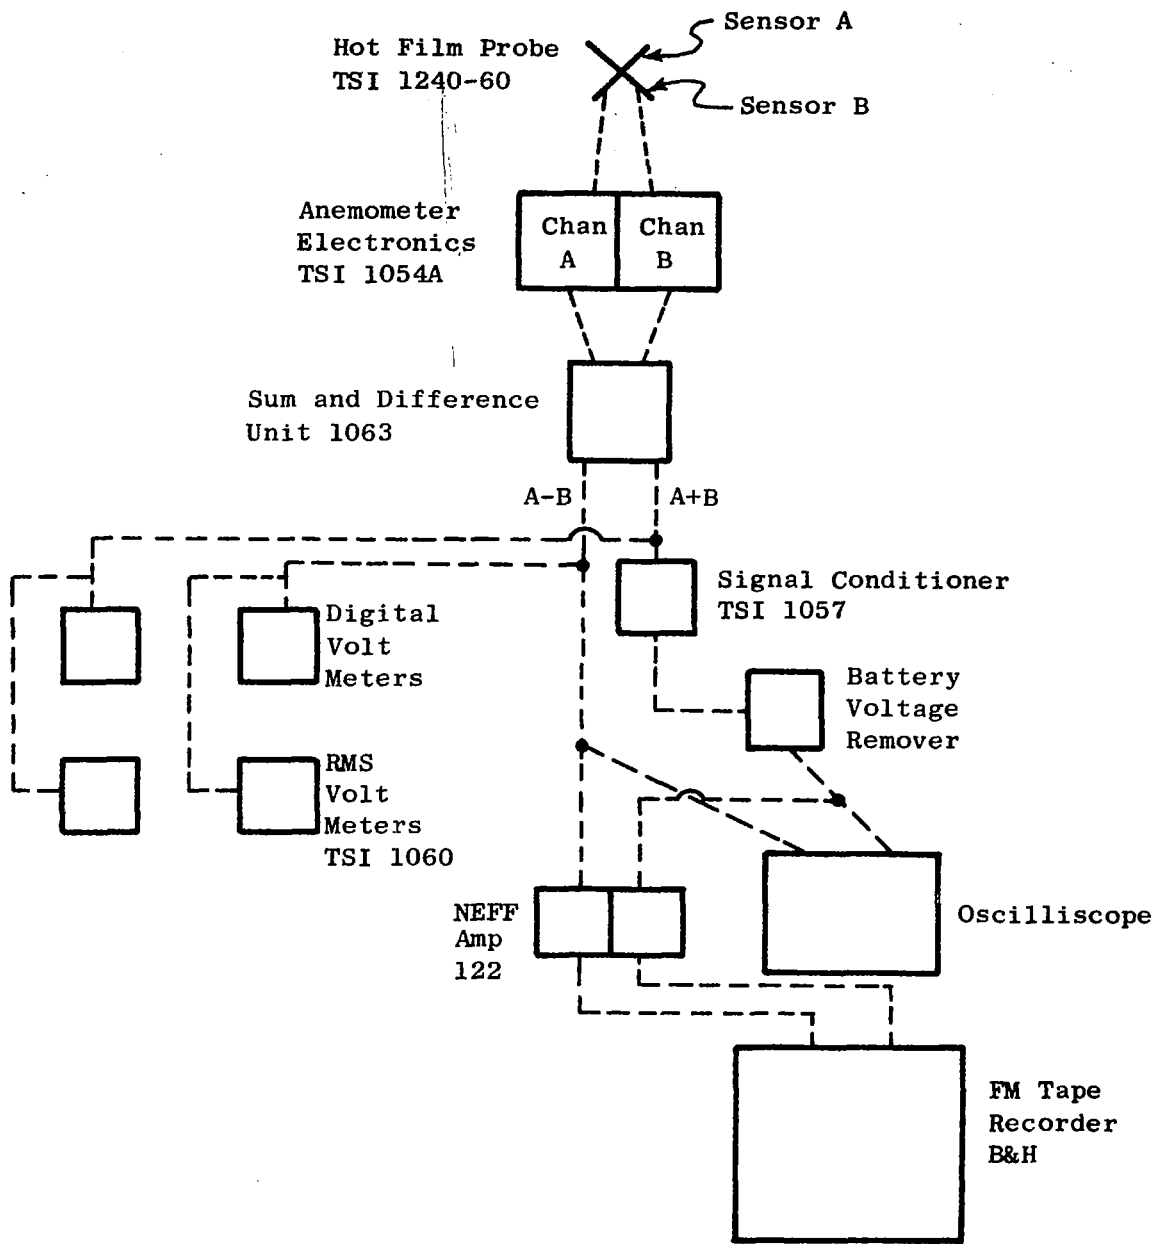 Sensor A
Hot Film Probe
TSI 1240-60
Sensor B
Anemometer
Electronics
TSI 1054A
Chan
A
Chan
B
Sum and Difference
Unit 1063
A-B
A+B
Signal Conditioner
TSI 1057
Digital
Volt
Meters
Battery
Voltage
Remover
RMS
Volt
Meters
TSI 1060
NEFF
Amp
122
Oscilliscope
FM Tape
Recorder
B&H